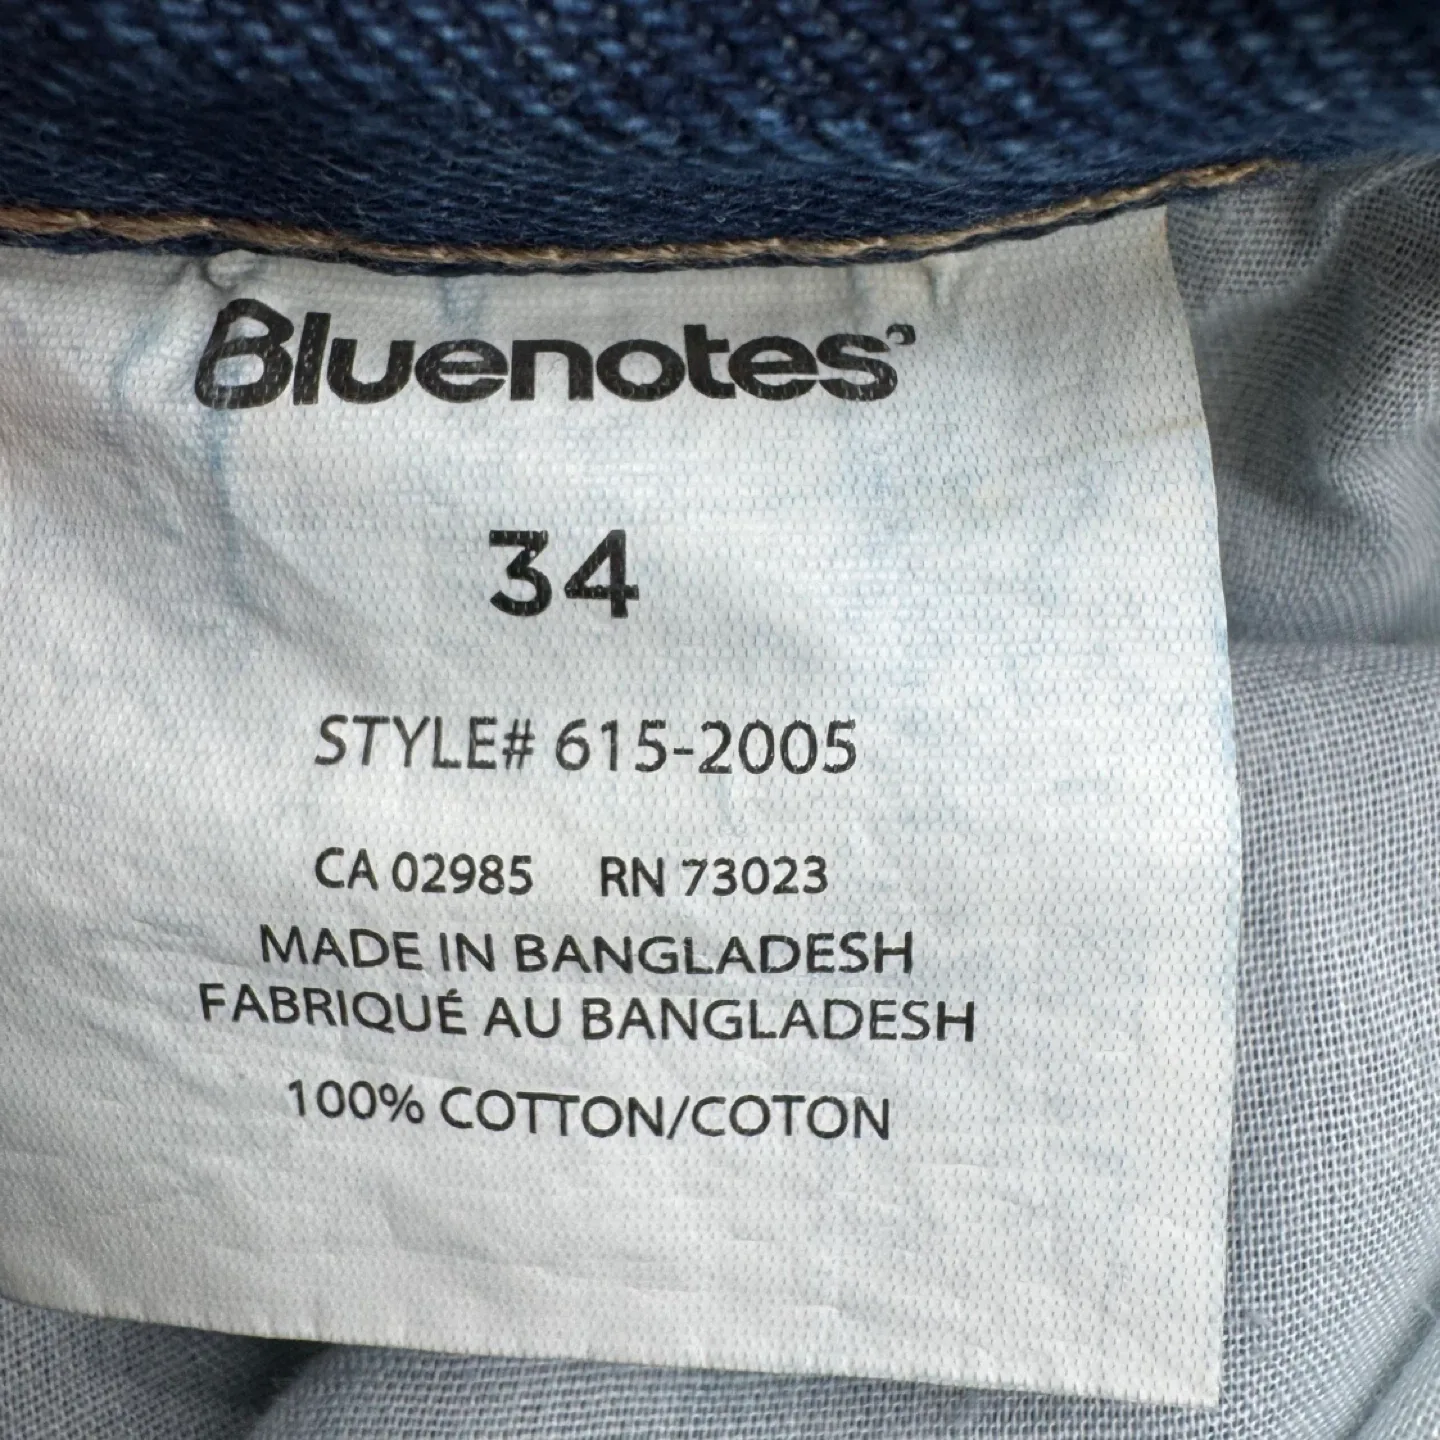 Bluenotes
34
STYLE# 615-2005
CA 02985 RN 73023
MADE IN BANGLADESH
FABRIQUÉ AU BANGLADESH
100% COTTON/COTON